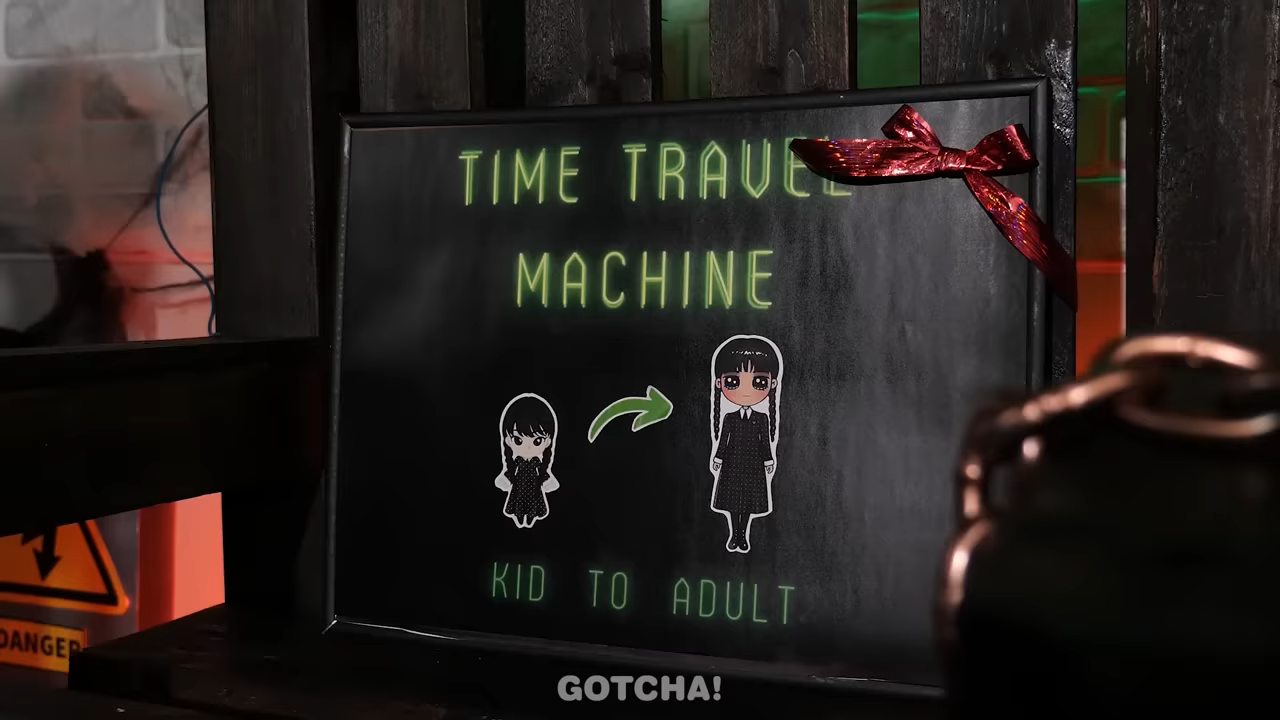 TIME TRAVEL
MACHINE
KID TO ADULT
DANGER
GOTCHA!